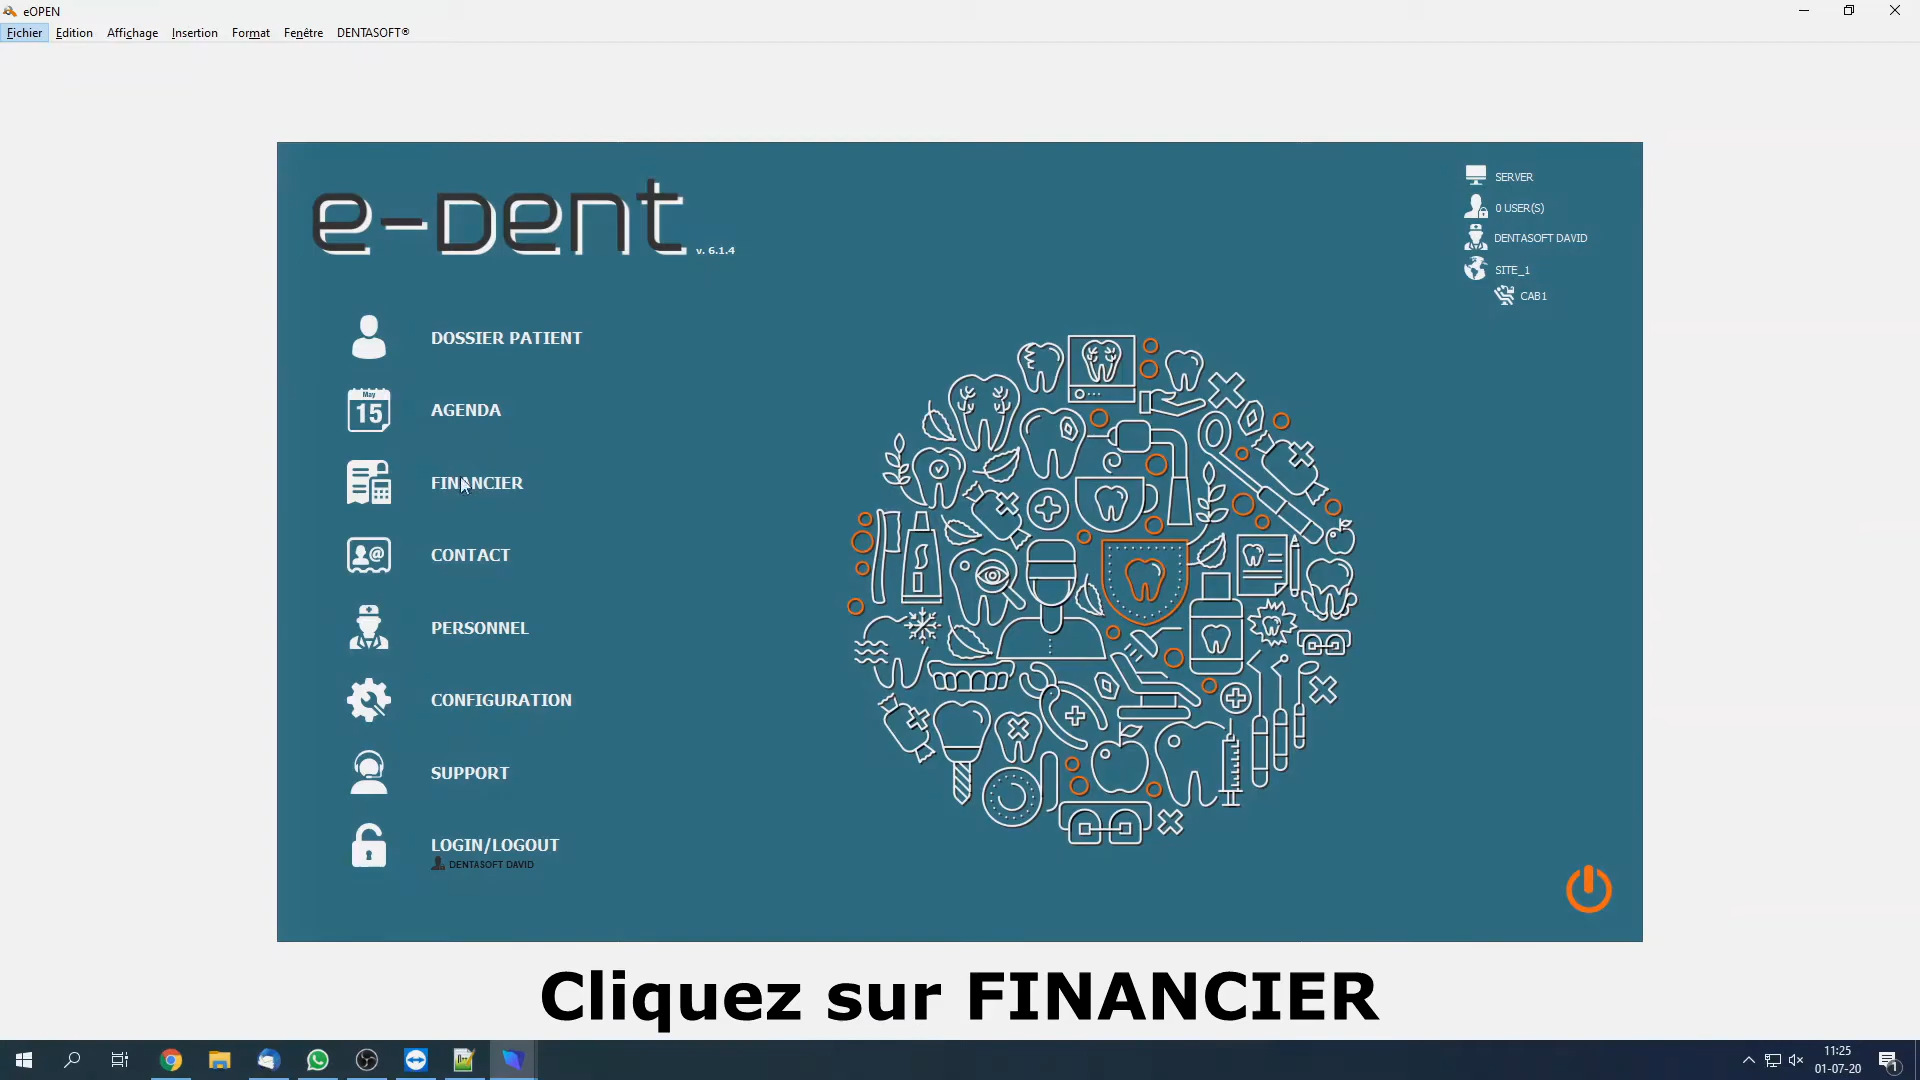 eOPEN
Fichier Edition Affichage Insertion Format Fenêtre DENTASOFT®
e-Dent v. 6.1.4
SERVER
0 USER(S)
DENTASOFT DAVID
SITE_1
CAB1
DOSSIER PATIENT
May
15
AGENDA
FINANCIER
CONTACT
PERSONNEL
CONFIGURATION
SUPPORT
LOGIN/LOGOUT
DENTASOFT DAVID
Cliquez sur FINANCIER
11:25
01-07-20
1